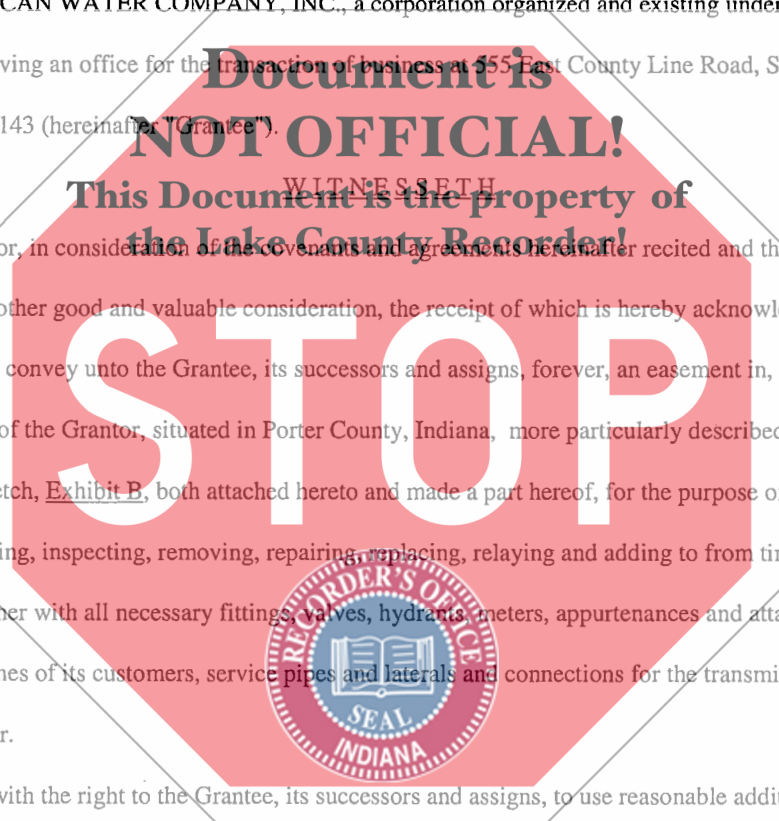 CAN WATER COMPANY, INC., a corporation organized and existing under
ving an office for the transaction of business at 555 East County Line Road, S
Document is
143 (hereinafter "Grantee").
NOT OFFICIAL!
W I T N E S S E T H
This Document is the property of
the Lake County Recorder!
or, in consideration of the covenants and agreements hereinafter recited and th
other good and valuable consideration, the receipt of which is hereby acknowl
STOP
convey unto the Grantee, its successors and assigns, forever, an easement in,
of the Grantor, situated in Porter County, Indiana, more particularly described
etch, Exhibit B, both attached hereto and made a part hereof, for the purpose o
ing, inspecting, removing, repairing, replacing, relaying and adding to from tim
her with all necessary fittings, valves, hydrants, meters, appurtenances and atta
nes of its customers, service pipes and laterals and connections for the transmi
RECORDER'S OFFICE
SEAL
INDIANA
r.
with the right to the Grantee, its successors and assigns, to use reasonable addit